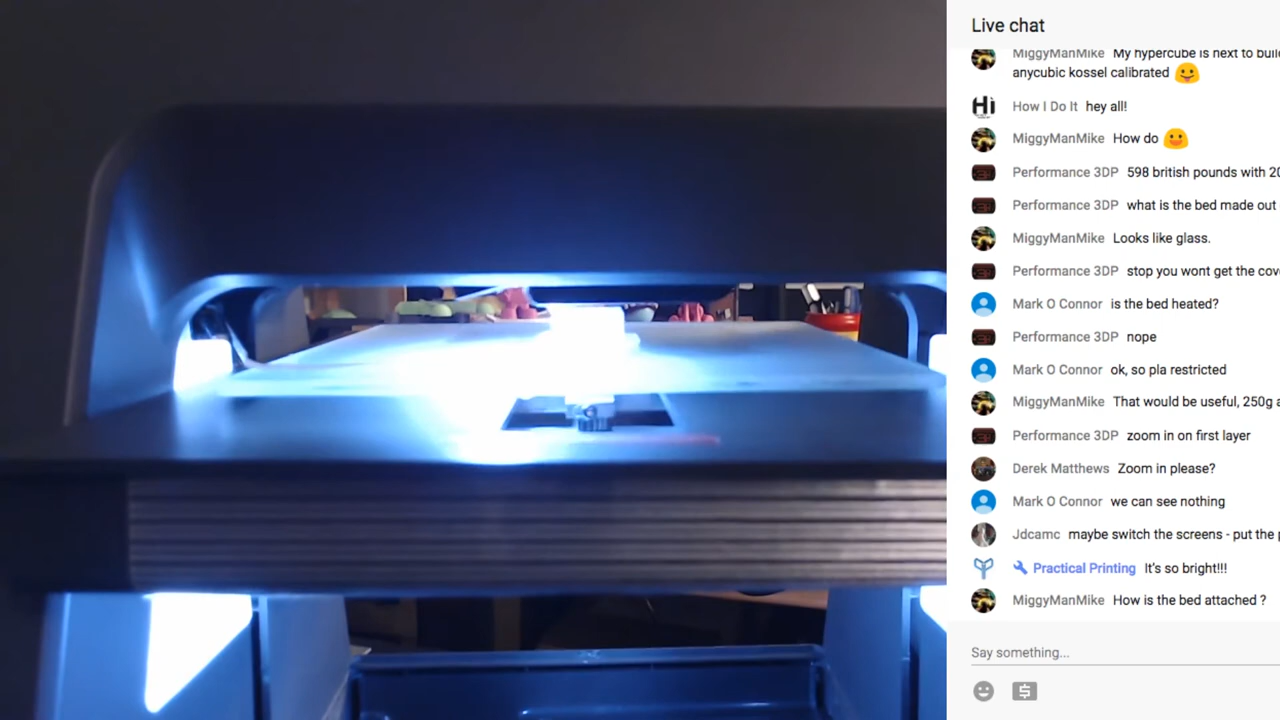 Live chat
MiggyManMike My hypercube is next to
anycubic kossel calibrated
Hi How I Do It hey all!
MiggyManMike How do
Performance 3DP 598 british pounds with
Performance 3DP what is the bed made out
MiggyManMike Looks like glass.
Performance 3DP stop you wont get the
Mark O Connor is the bed heated?
Performance 3DP nope
Mark O Connor ok, so pla restricted
MiggyManMike That would be useful, 250g
Performance 3DP zoom in on first layer
Derek Matthews Zoom in please?
Mark O Connor we can see nothing
Jdcamc maybe switch the screens - put the
Practical Printing It's so bright!!!
MiggyManMike How is the bed attached ?
Say something...